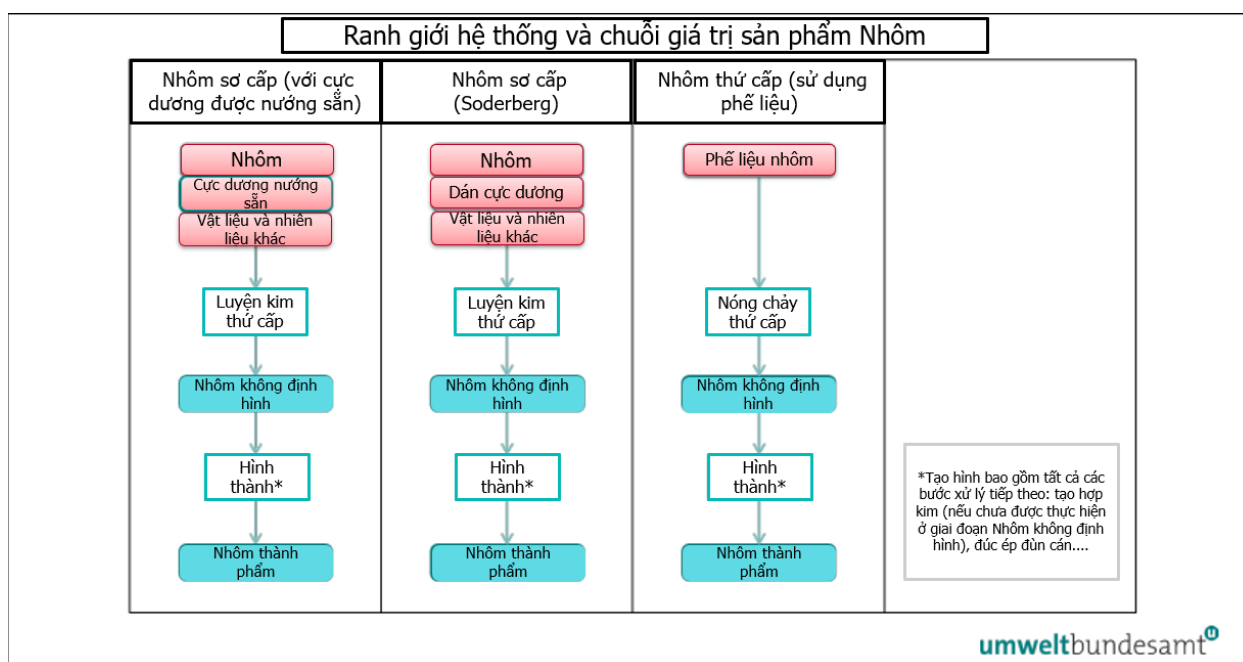 Ranh giới hệ thống và chuỗi giá trị sản phẩm Nhôm
Nhôm sơ cấp (với cực
dương được nướng sẵn)
Nhôm sơ cấp
(Soderberg)
Nhôm thứ cấp (sử dụng
phế liệu)
Nhôm
Cực dương nướng
sẵn
Vật liệu và nhiên
liệu khác
Luyện kim
thứ cấp
Nhôm không định
hình
Hình
thành*
Nhôm thành
phẩm
Nhôm
Dán cực dương
Vật liệu và nhiên
liệu khác
Luyện kim
thứ cấp
Nhôm không định
hình
Hình
thành*
Nhôm thành
phẩm
Phế liệu nhôm
Nóng chảy
thứ cấp
Nhôm không định
hình
Hình
thành*
Nhôm thành
phẩm
*Tạo hình bao gồm tất cả các
bước xử lý tiếp theo: tạo hợp
kim (nếu chưa được thực hiện
ở giai đoạn Nhôm không định
hình), đúc ép đùn cán....
umweltbundesamt
u